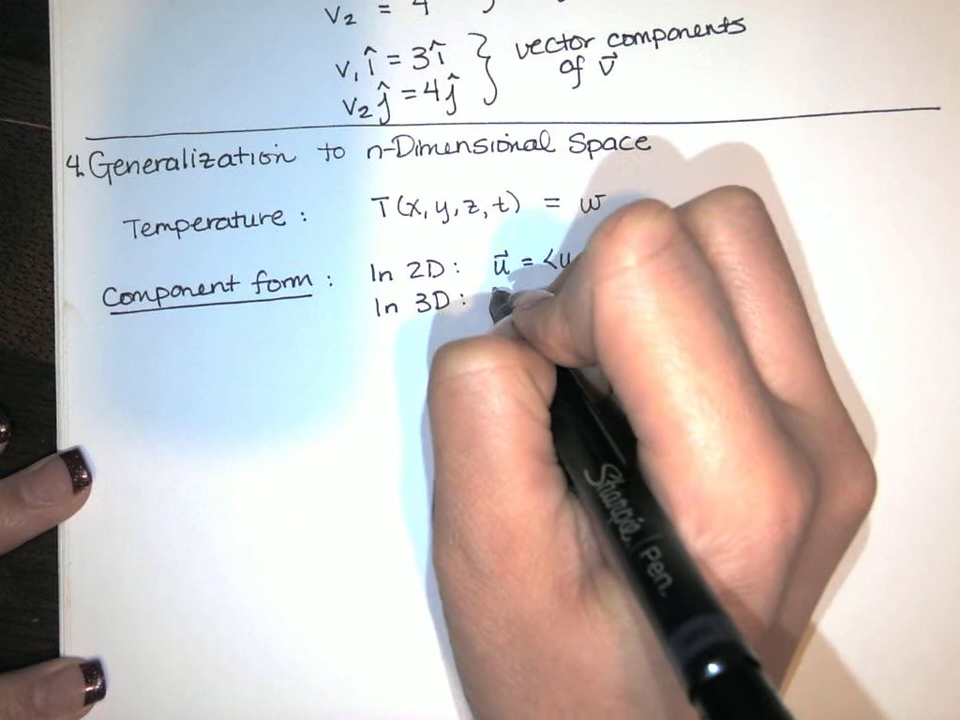 v₂ = 4
v₁î = 3î } vector components
v₂ĵ = 4ĵ of v⃗
4. Generalization to n-Dimensional Space
Temperature : T(x, y, z, t) = w
Component form : In 2D : u⃗ = <u
In 3D :
Sharpie / Pen.